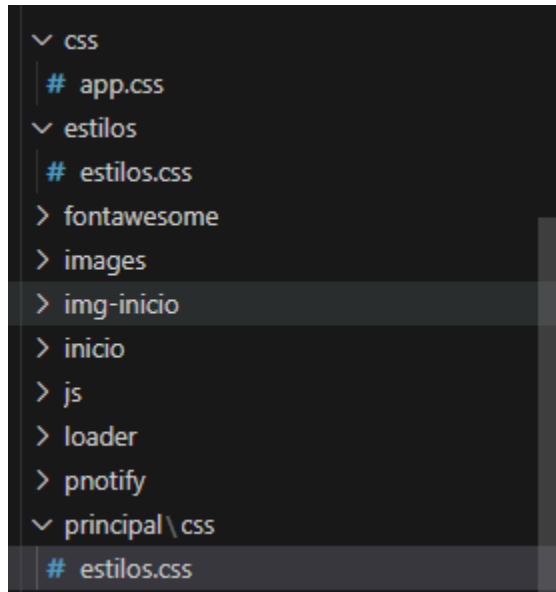 css
# app.css
estilos
# estilos.css
fontawesome
images
img-inicio
inicio
js
loader
pnotify
principal\css
# estilos.css